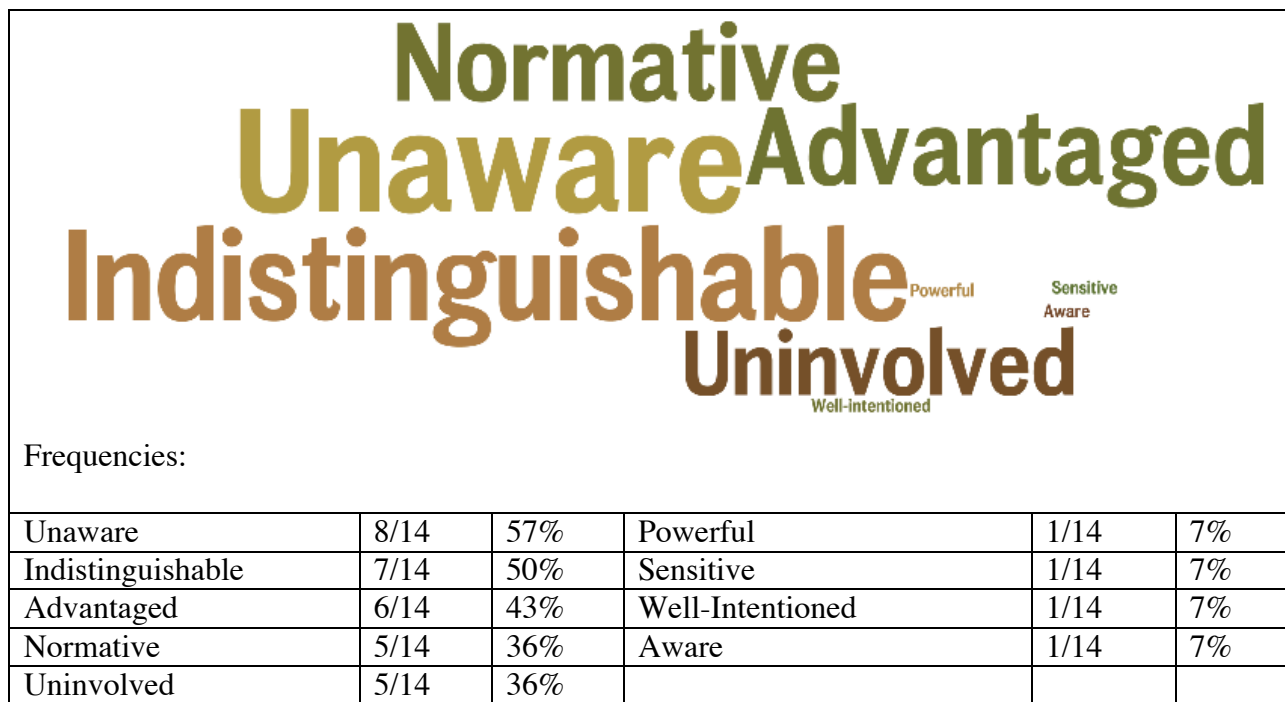 Normative
Unaware Advantaged
Indistinguishable Powerful Sensitive
Aware
Uninvolved
Well-intentioned
Frequencies:
Unaware 8/14 57% Powerful 1/14 7%
Indistinguishable 7/14 50% Sensitive 1/14 7%
Advantaged 6/14 43% Well-Intentioned 1/14 7%
Normative 5/14 36% Aware 1/14 7%
Uninvolved 5/14 36%